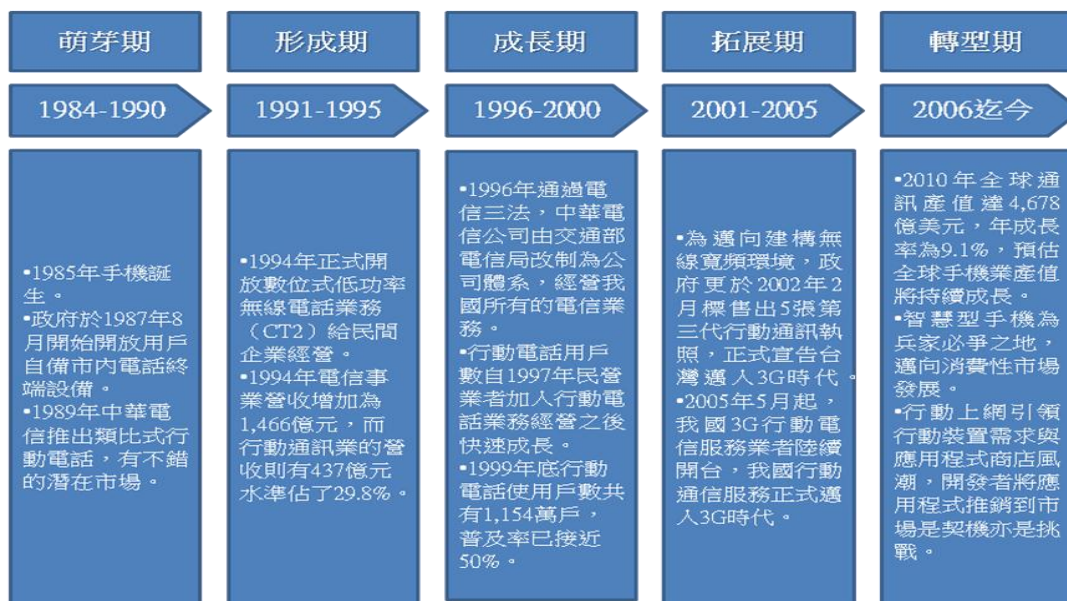 萌芽期
1984-1990
•1985年手機誕
生。
•政府於1987年8
月開始開放用戶
自備市內電話終
端設備。
•1989年中華電
信推出類比式行
動電話，有不錯
的潛在市場。
形成期
1991-1995
•1994年正式開
放數位式低功率
無線電話業務
（CT2）給民間
企業經營。
•1994年電信事
業營收增加為
1,466億元，而
行動通訊業的營
收則有437億元
水準佔了29.8%。
成長期
1996-2000
•1996年通過電
信三法，中華電
信公司由交通部
電信局改制為公
司體系，經營我
國所有的電信業
務。
•行動電話用戶
數自1997年民營
業者加入行動電
話業務經營之後
快速成長。
•1999年底行動
電話使用戶數共
有1,154萬戶，
普及率已接近
50%。
拓展期
2001-2005
•為邁向建構無
線寬頻環境，政
府更於2002年2
月標售出5張第
三代行動通訊執
照，正式宣告台
灣邁入3G時代。
•2005年5月起，
我國3G行動電
信服務業者陸續
開台，我國行動
通信服務正式邁
入3G時代。
轉型期
2006迄今
•2010年全球通
訊產值達4,678
億美元，年成長
率為9.1%，預估
全球手機業產值
將持續成長。
•智慧型手機為
兵家必爭之地，
邁向消費性市場
發展。
•行動上網引領
行動裝置需求與
應用程式商店風
潮，開發者將應
用程式推銷到市
場是契機亦是挑
戰。